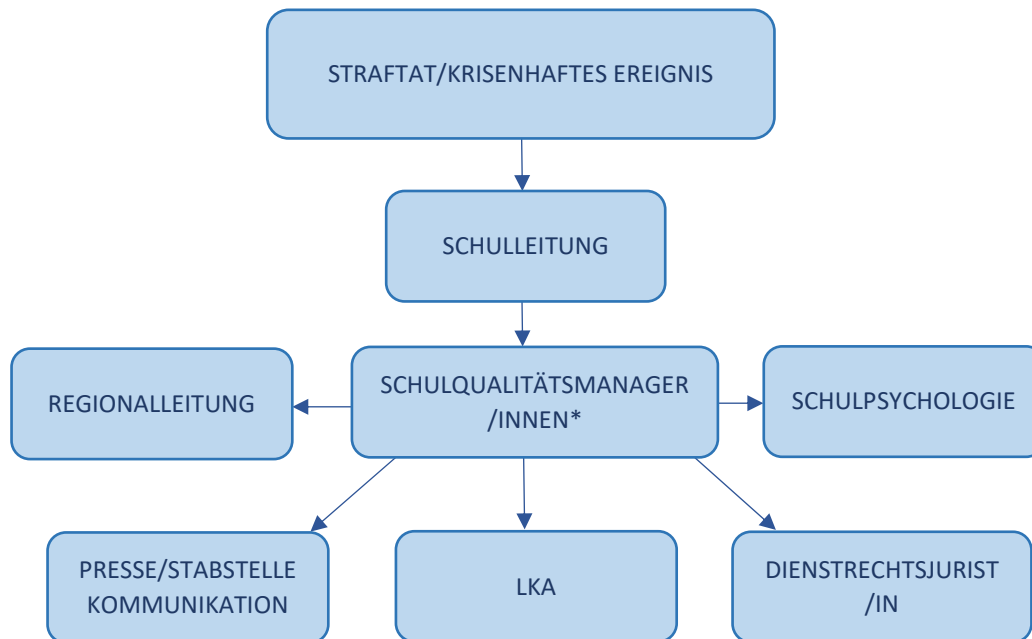 STRAFTAT/KRISENHAFTES EREIGNIS
SCHULLEITUNG
REGIONALLEITUNG
SCHULQUALITÄTSMANAGER
/INNEN*
SCHULPSYCHOLOGIE
PRESSE/STABSTELLE
KOMMUNIKATION
LKA
DIENSTRECHTSJURIST
/IN